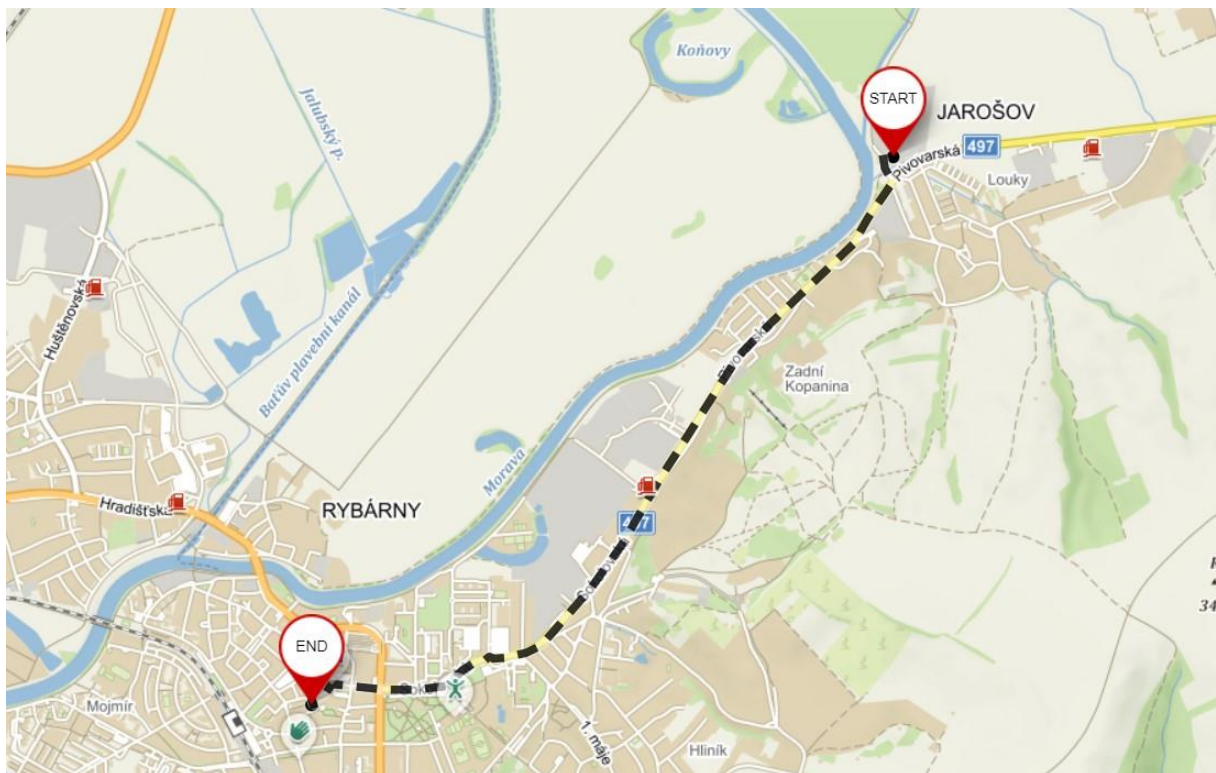 Koňovy
START
JAROŠOV
Jalubský p.
Pivovarská
497
Louky
Huštěnovská
Baťův plavební kanál
Zadní
Kopanina
Morava
Hradišťská
RYBÁRNY
END
Mojmír
1. máje
Hliník
34